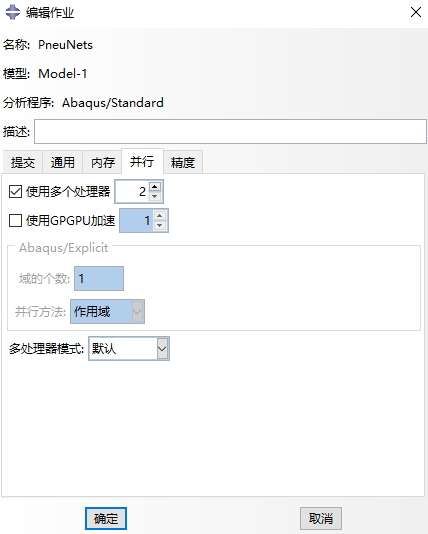 编辑作业
名称: PneuNets
模型: Model-1
分析程序: Abaqus/Standard
描述:
提交 通用 内存 并行 精度
使用多个处理器 2
使用GPGPU加速 1
Abaqus/Explicit
域的个数: 1
并行方法: 作用域
多处理器模式: 默认
确定 取消